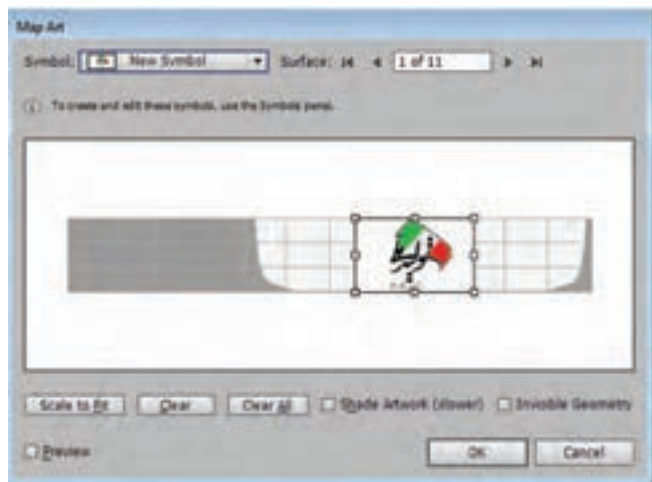 Map Art
Symbol: New Symbol Surface: 1 of 11
To create and edit these symbols, use the Symbols panel.
Scale to Fit Clear Clear All Shade Artwork (slower) Invisible Geometry
Preview OK Cancel